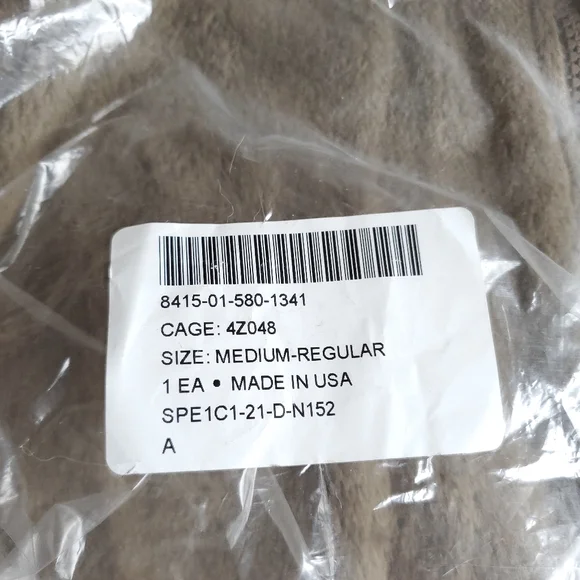 8415-01-580-1341
CAGE: 4Z048
SIZE: MEDIUM-REGULAR
1 EA • MADE IN USA
SPE1C1-21-D-N152
A